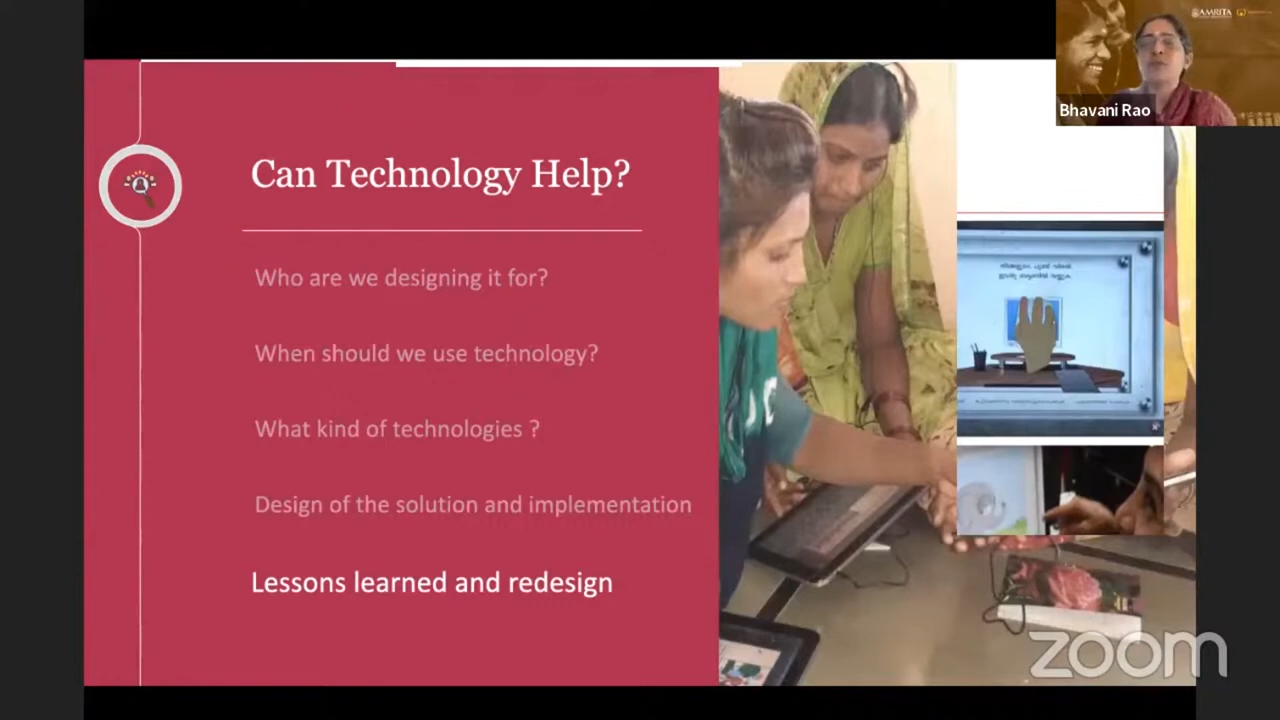 AMRITA
Bhavani Rao
Can Technology Help?
Who are we designing it for?
When should we use technology?
What kind of technologies ?
Design of the solution and implementation
Lessons learned and redesign
zoom